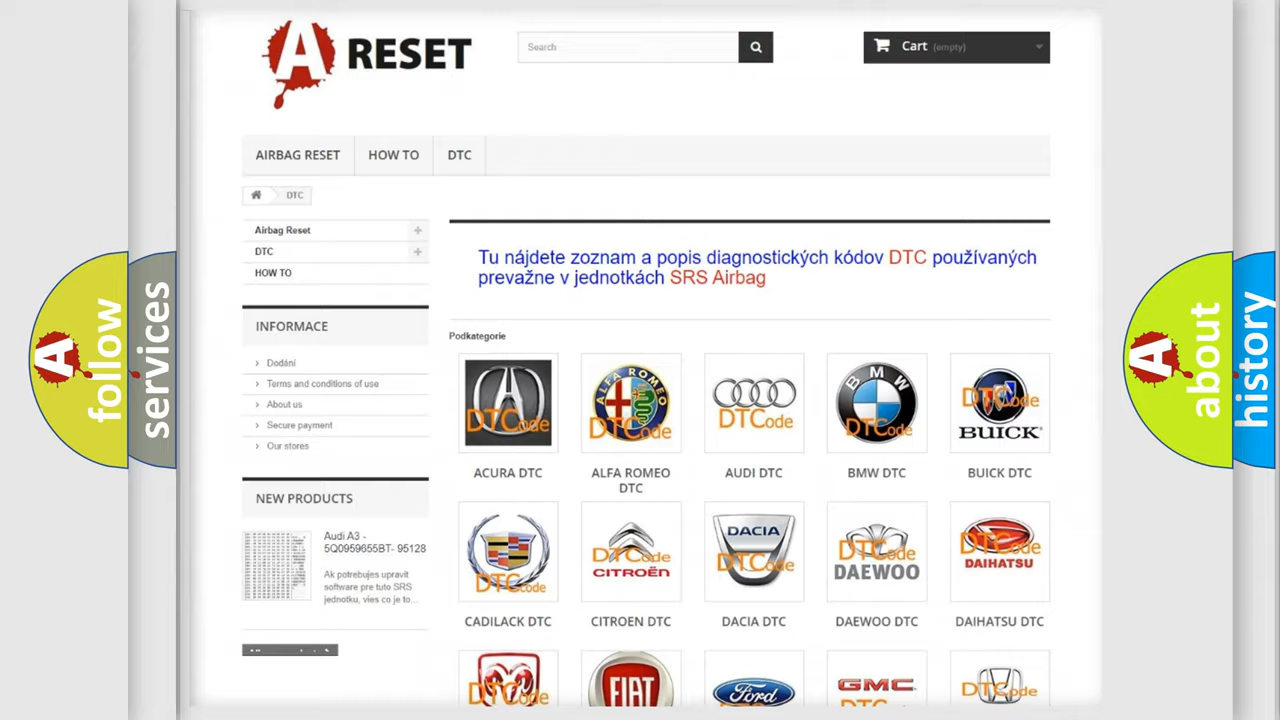 A RESET
Search
Cart (empty)
AIRBAG RESET
HOW TO
DTC
DTC
Airbag Reset
DTC
HOW TO
INFORMACE
Dodání
Terms and conditions of use
About us
Secure payment
Our stores
NEW PRODUCTS
Audi A3 -
5Q0959655BT- 95128
Ak potrebujes upravit
software pre tuto SRS
jednotku, vies co je to...
Tu nájdete zoznam a popis diagnostických kódov DTC používaných
prevažne v jednotkách SRS Airbag
Podkategorie
DTCode
ALFA ROMEO
DTCode
DTCode
BMW
DTCode
DTCode
BUICK
ACURA DTC
ALFA ROMEO
DTC
AUDI DTC
BMW DTC
BUICK DTC
DTCode
DTCode
CITROËN
DACIA
DTCode
DTCode
DAEWOO
DTCode
DAIHATSU
CADILACK DTC
CITROEN DTC
DACIA DTC
DAEWOO DTC
DAIHATSU DTC
DTCode
FIAT
Ford
GMC
DTCode
A follow
services
A about
history